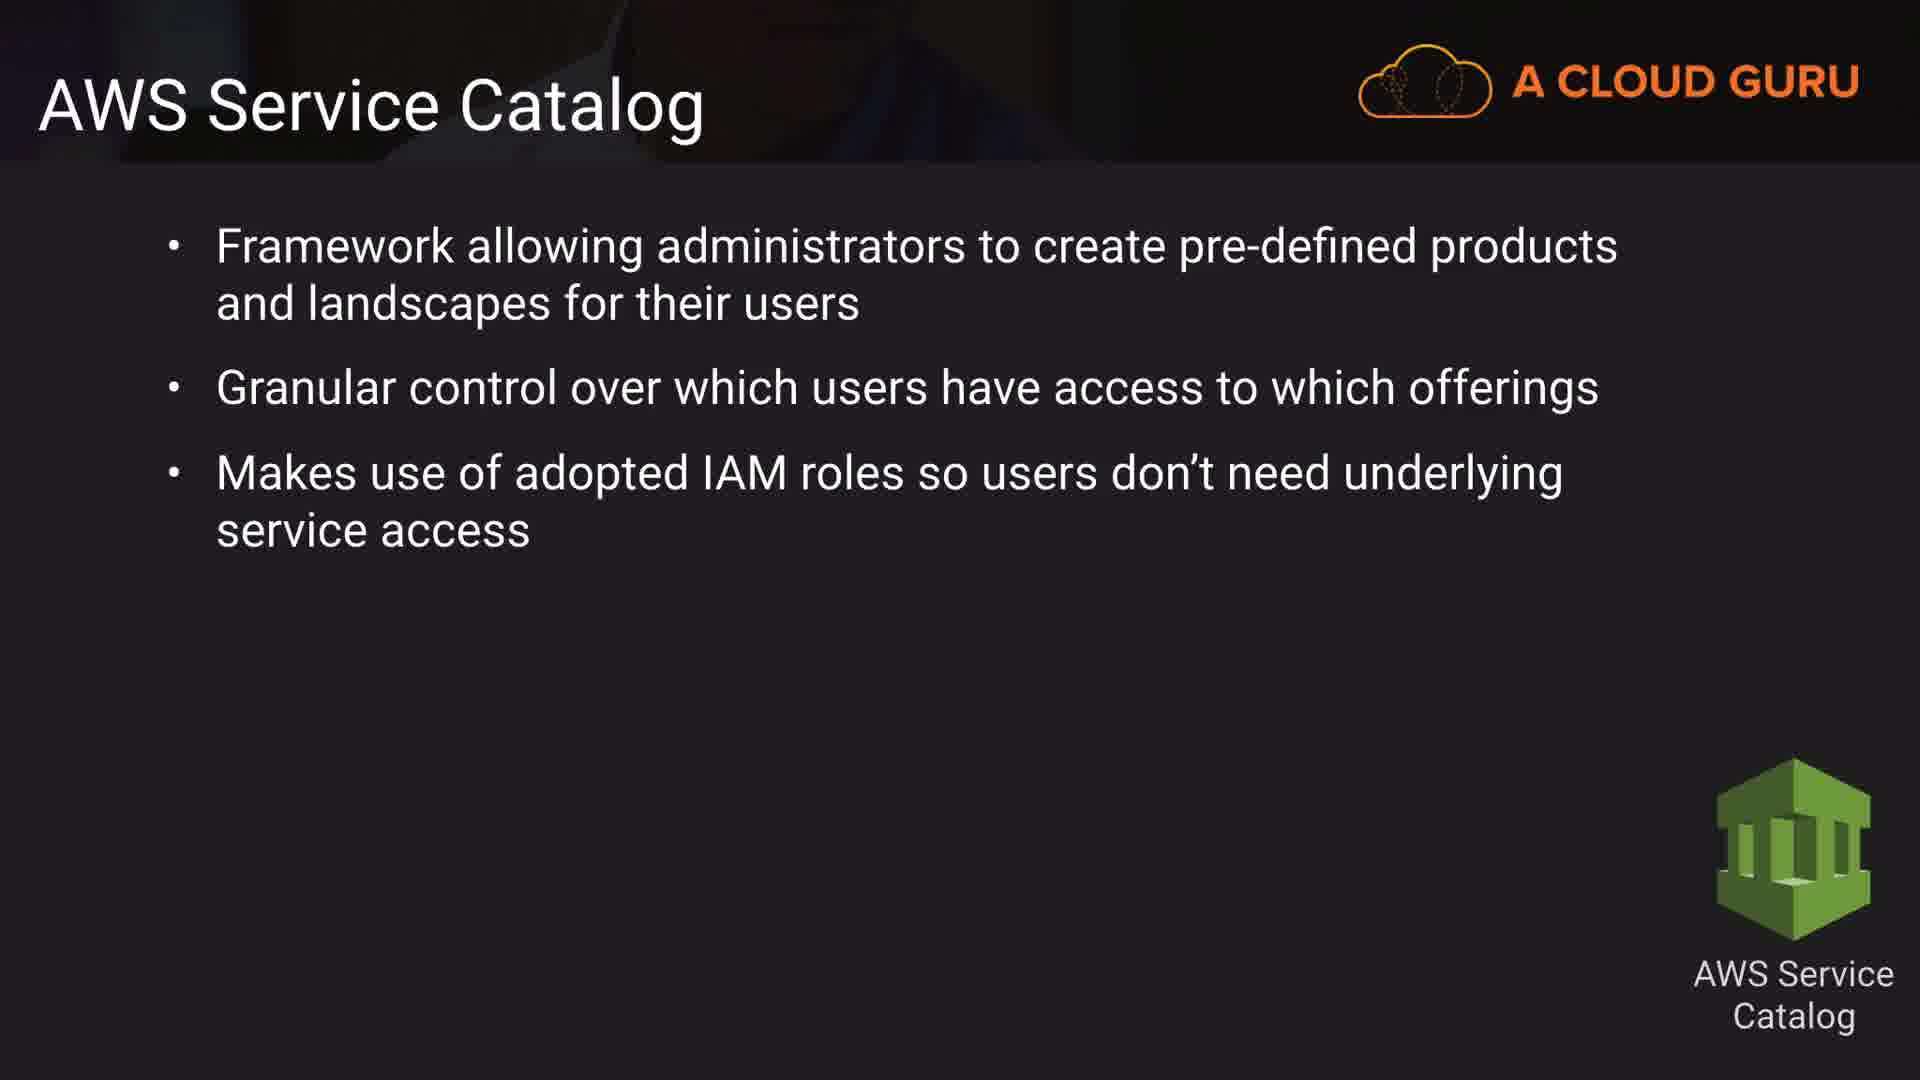 AWS Service Catalog
A CLOUD GURU
• Framework allowing administrators to create pre-defined products
and landscapes for their users
• Granular control over which users have access to which offerings
• Makes use of adopted IAM roles so users don’t need underlying
service access
AWS Service
Catalog